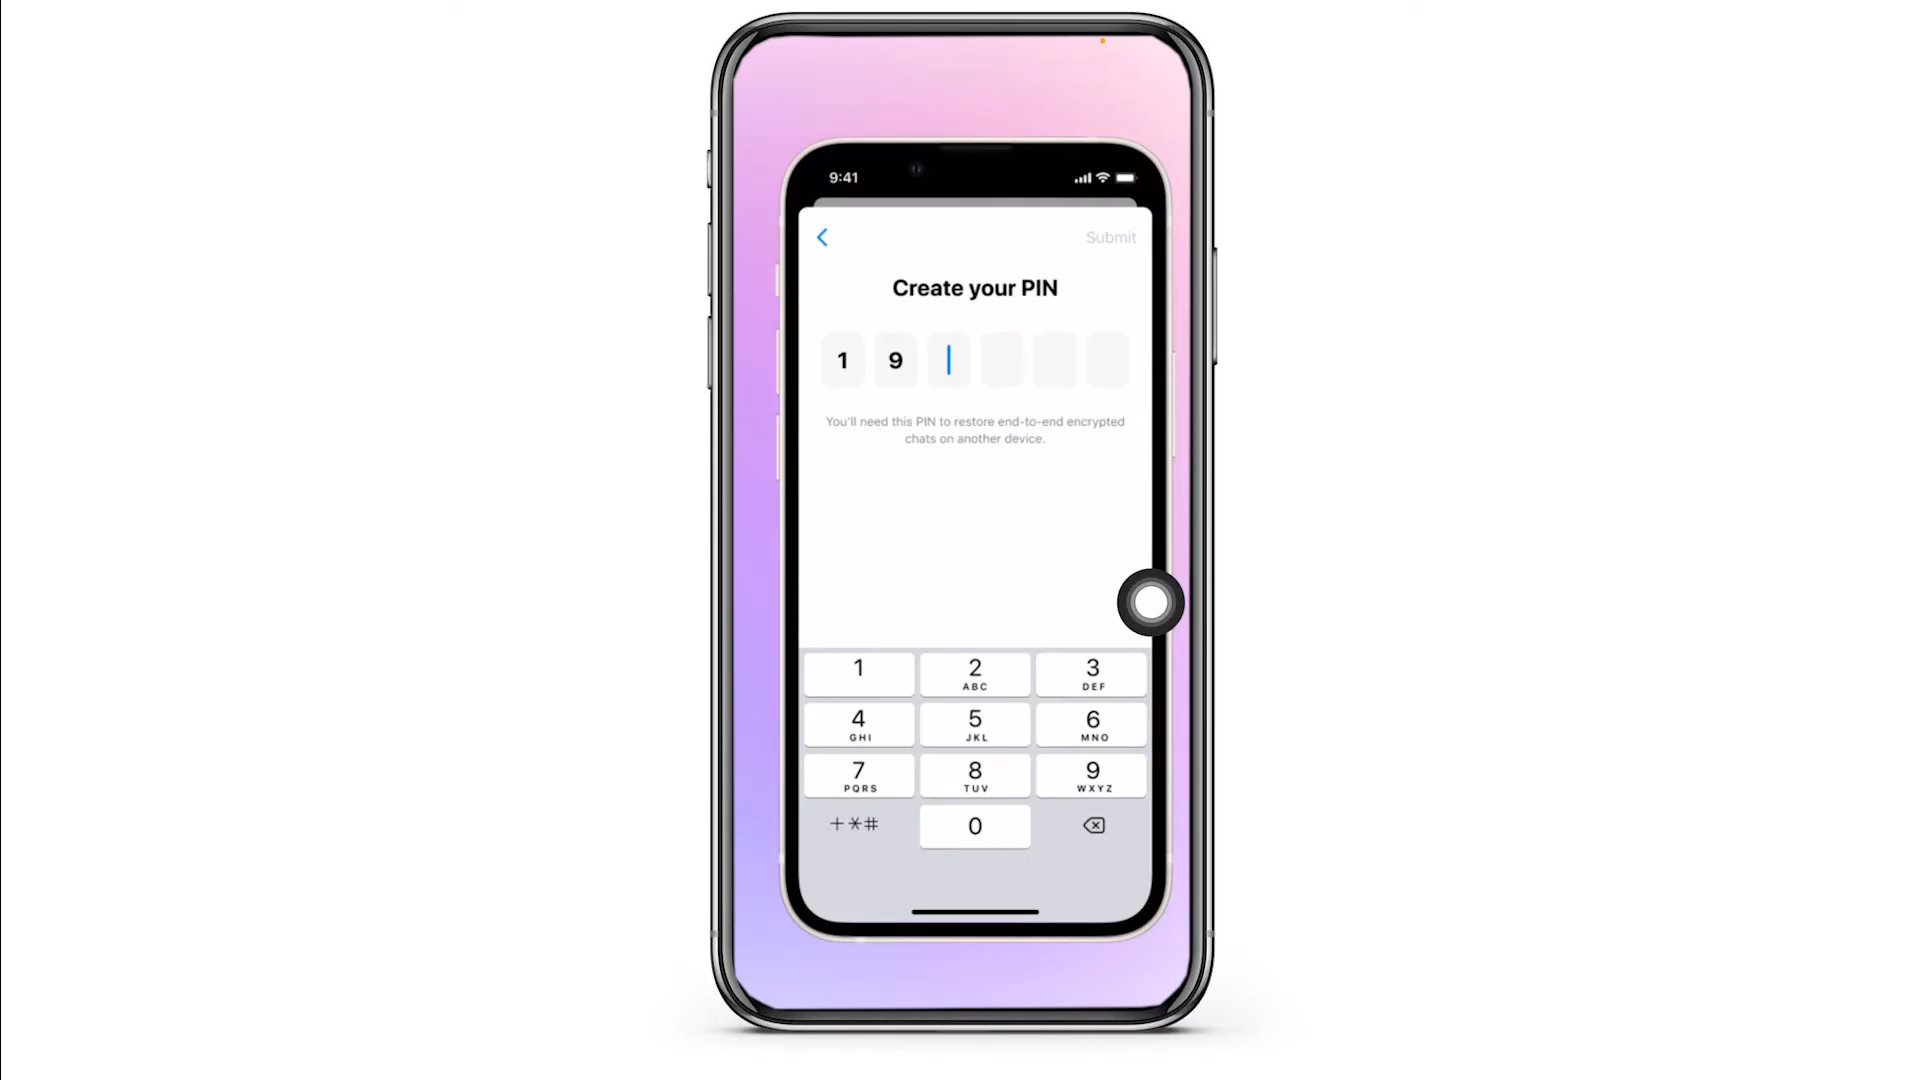 9:41
Submit
Create your PIN
1 9
You'll need this PIN to restore end-to-end encrypted
chats on another device.
1 2 3
ABC DEF
4 5 6
GHI JKL MNO
7 8 9
PQRS TUV WXYZ
+*# 0